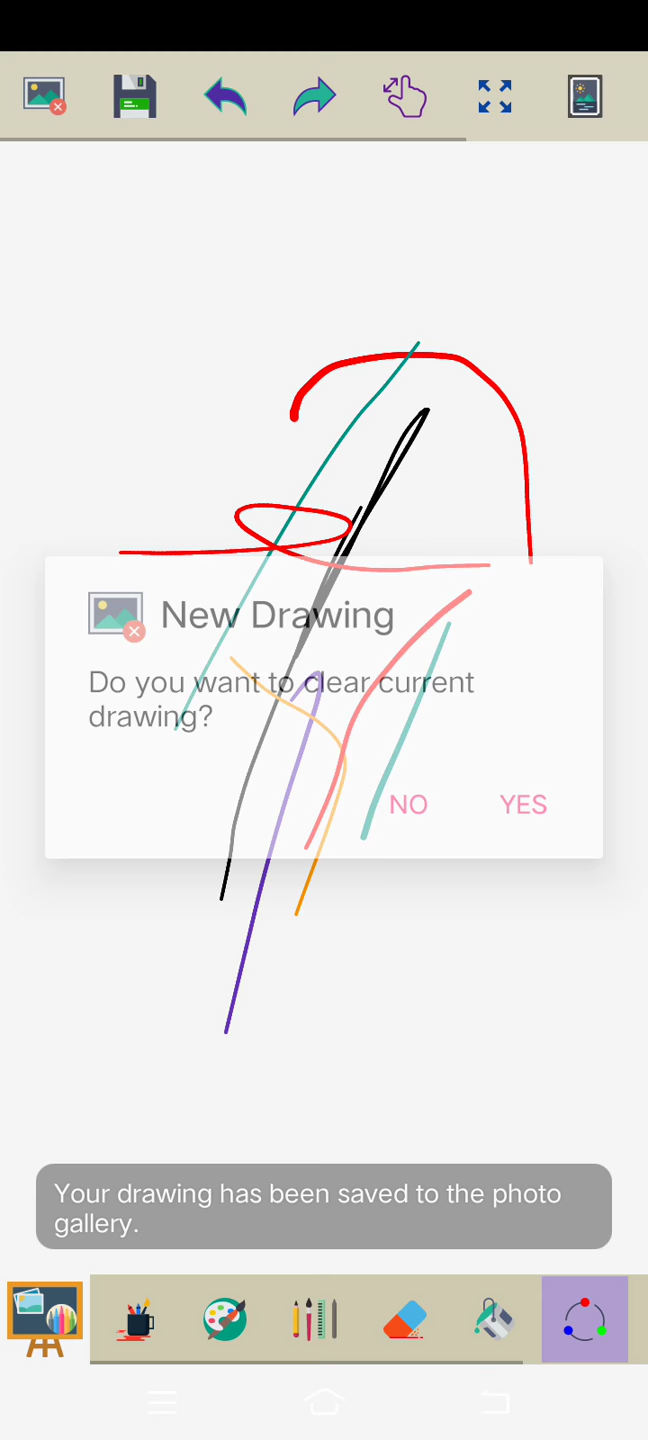 New Drawing
Do you want to clear current
drawing?
NO YES
Your drawing has been saved to the photo
gallery.